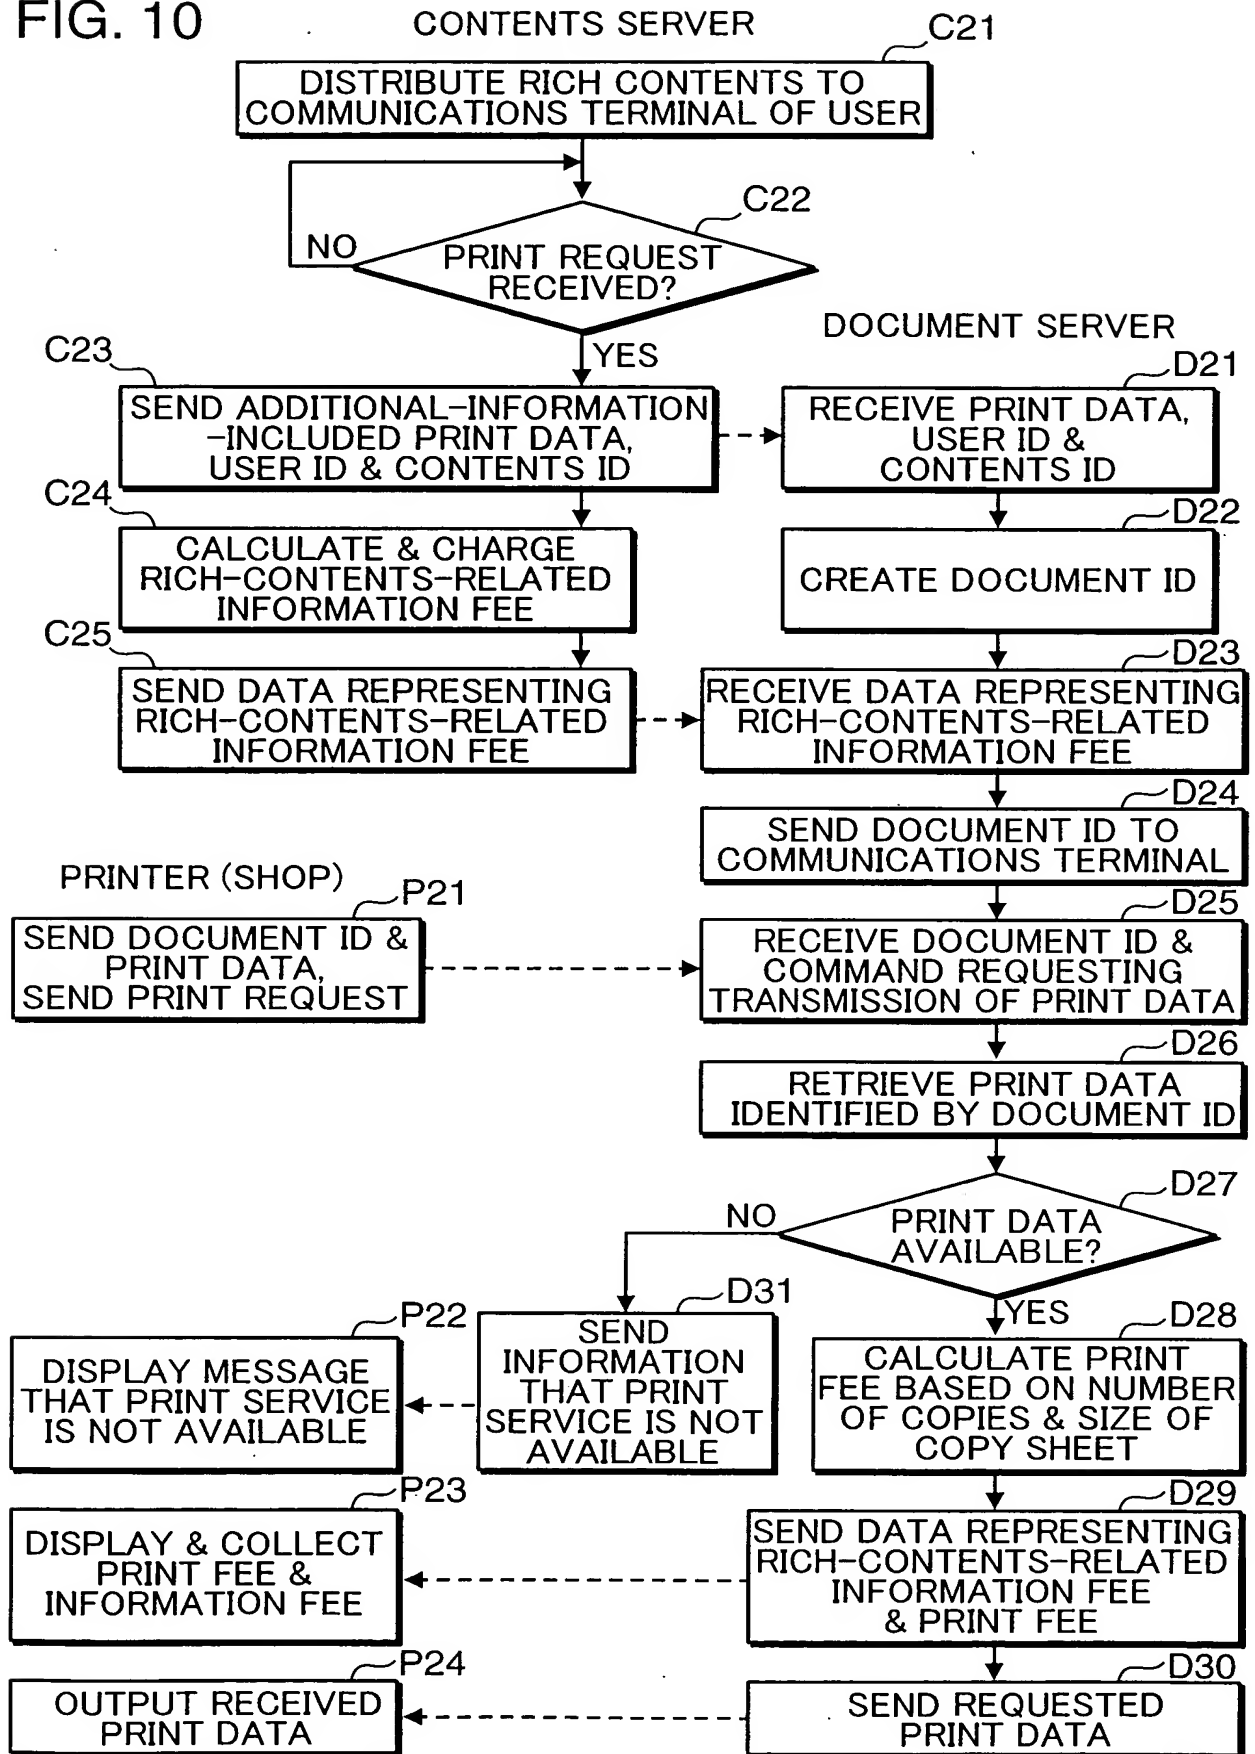 FIG. 10
CONTENTS SERVER
C21
DISTRIBUTE RICH CONTENTS TO
COMMUNICATIONS TERMINAL OF USER
C22
NO
PRINT REQUEST
RECEIVED?
YES
DOCUMENT SERVER
C23
SEND ADDITIONAL-INFORMATION
-INCLUDED PRINT DATA,
USER ID & CONTENTS ID
D21
RECEIVE PRINT DATA,
USER ID &
CONTENTS ID
C24
CALCULATE & CHARGE
RICH-CONTENTS-RELATED
INFORMATION FEE
D22
CREATE DOCUMENT ID
C25
SEND DATA REPRESENTING
RICH-CONTENTS-RELATED
INFORMATION FEE
D23
RECEIVE DATA REPRESENTING
RICH-CONTENTS-RELATED
INFORMATION FEE
D24
SEND DOCUMENT ID TO
COMMUNICATIONS TERMINAL
PRINTER (SHOP)
P21
SEND DOCUMENT ID &
PRINT DATA,
SEND PRINT REQUEST
D25
RECEIVE DOCUMENT ID &
COMMAND REQUESTING
TRANSMISSION OF PRINT DATA
D26
RETRIEVE PRINT DATA
IDENTIFIED BY DOCUMENT ID
D27
NO
PRINT DATA
AVAILABLE?
YES
D31
SEND
INFORMATION
THAT PRINT
SERVICE IS NOT
AVAILABLE
P22
DISPLAY MESSAGE
THAT PRINT SERVICE
IS NOT AVAILABLE
D28
CALCULATE PRINT
FEE BASED ON NUMBER
OF COPIES & SIZE OF
COPY SHEET
P23
DISPLAY & COLLECT
PRINT FEE &
INFORMATION FEE
D29
SEND DATA REPRESENTING
RICH-CONTENTS-RELATED
INFORMATION FEE
& PRINT FEE
P24
OUTPUT RECEIVED
PRINT DATA
D30
SEND REQUESTED
PRINT DATA